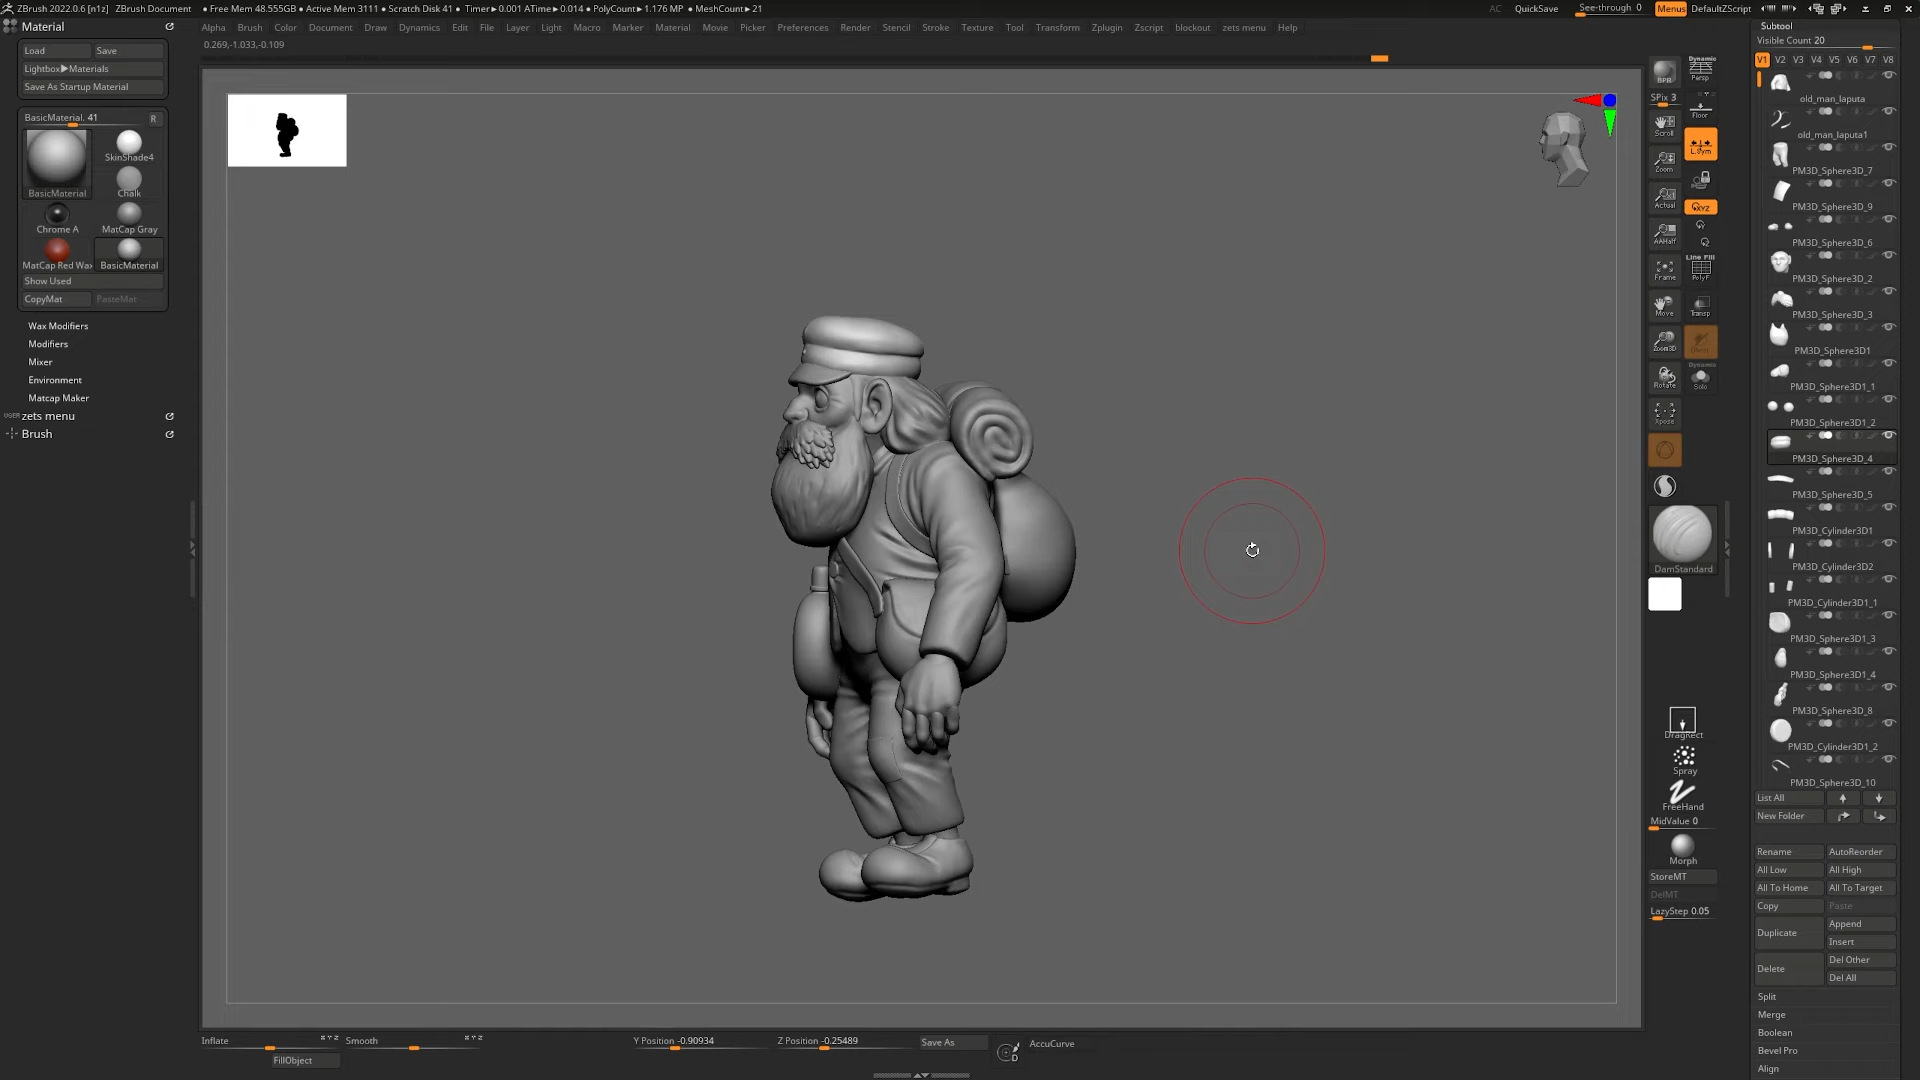 ZBrush 2022.0.6 [n1z] ZBrush Document • Free Mem 48.555GB • Active Mem 3111 • Scratch Disk 41 • Timer▸0.001 ATime▸0.014 • PolyCount▸1.176 MP • MeshCount▸21 AC QuickSave See-through 0 Menus DefaultZScript
Material Alpha Brush Color Document Draw Dynamics Edit File Layer Light Macro Marker Material Movie Picker Preferences Render Stencil Stroke Texture Tool Transform Zplugin Zscript blockout zets menu Help
0.269,-1.033,-0.109
Load Save
Lightbox▸Materials
Save As Startup Material
BasicMaterial. 41 R
SkinShade4
BasicMaterial Chalk
Chrome A MatCap Gray
MatCap Red Wax BasicMaterial
Show Used
CopyMat PasteMat
Wax Modifiers
Modifiers
Mixer
Environment
Matcap Maker
zets menu
Brush
BPR
SPix 3
Scroll
Zoom
Actual
AAHalf
Frame
Move
Zoom3D
Rotate
Xpose
Dynamic
Persp
Floor
L.Sym
XYZ
Line Fill
PolyF
Transp
Dynamic
Solo
DamStandard
DragRect
Spray
FreeHand
MidValue 0
Morph
StoreMT
DelMT
LazyStep 0.05
Subtool
Visible Count 20
V1 V2 V3 V4 V5 V6 V7 V8
old_man_laputa
old_man_laputa1
PM3D_Sphere3D_7
PM3D_Sphere3D_9
PM3D_Sphere3D_6
PM3D_Sphere3D_2
PM3D_Sphere3D_3
PM3D_Sphere3D1
PM3D_Sphere3D1_1
PM3D_Sphere3D1_2
PM3D_Sphere3D_4
PM3D_Sphere3D_5
PM3D_Cylinder3D1
PM3D_Cylinder3D2
PM3D_Cylinder3D1_1
PM3D_Sphere3D1_3
PM3D_Sphere3D1_4
PM3D_Sphere3D_8
PM3D_Cylinder3D1_2
PM3D_Sphere3D_10
List All
New Folder
Rename AutoReorder
All Low All High
All To Home All To Target
Copy Paste
Duplicate Append
Insert
Delete Del Other
Del All
Split
Merge
Boolean
Bevel Pro
Align
Inflate Smooth Y Position -0.90934 Z Position -0.25489 Save As AccuCurve
FillObject